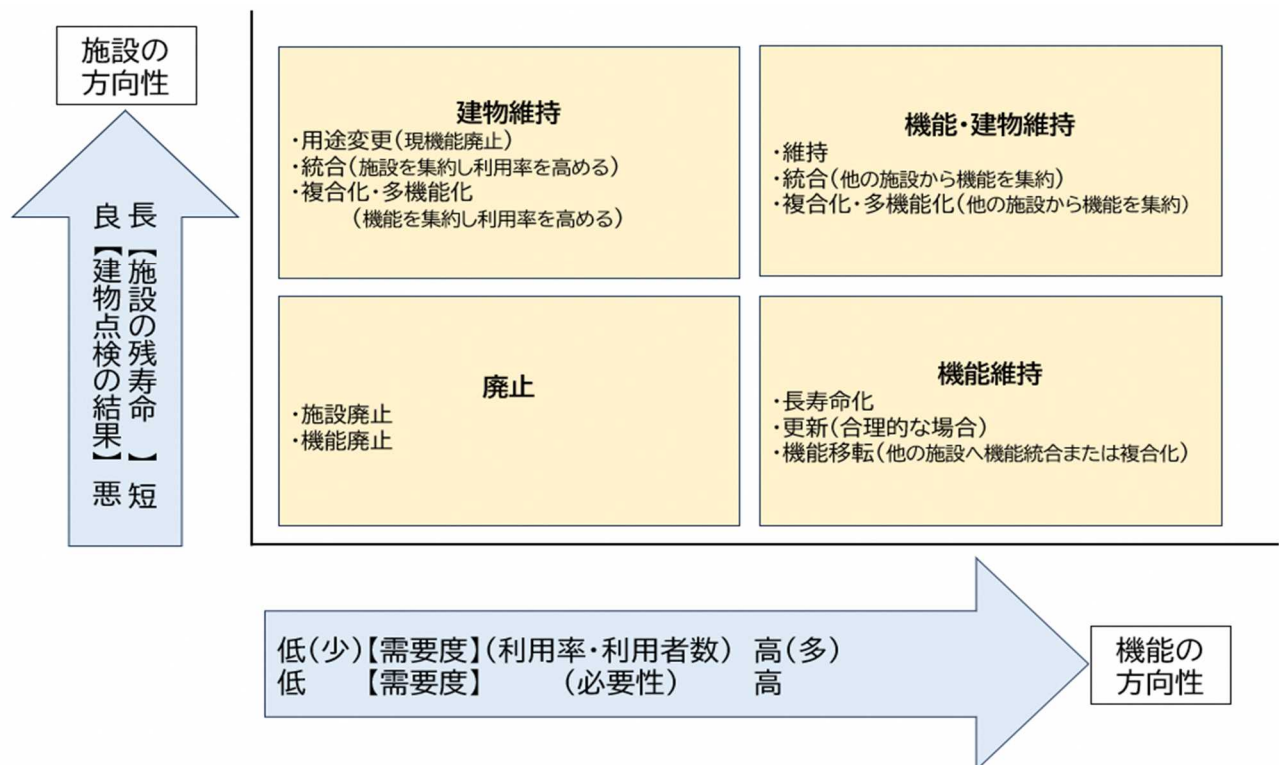 施設の
方向性
長【施設の残寿命 】短
良【建物点検の結果】悪
建物維持
・用途変更(現機能廃止)
・統合(施設を集約し利用率を高める)
・複合化・多機能化
(機能を集約し利用率を高める)
機能・建物維持
・維持
・統合(他の施設から機能を集約)
・複合化・多機能化(他の施設から機能を集約)
廃止
・施設廃止
・機能廃止
機能維持
・長寿命化
・更新(合理的な場合)
・機能移転(他の施設へ機能統合または複合化)
低(少)【需要度】(利用率・利用者数) 高(多)
低 【需要度】 (必要性) 高
機能の
方向性